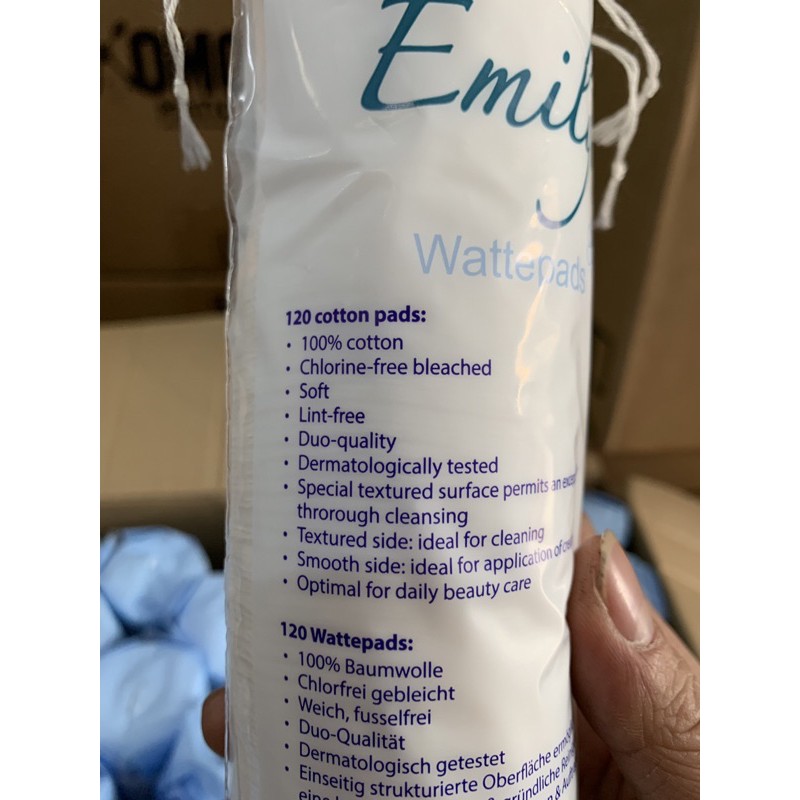 Emily
Wattepads
120 cotton pads:
• 100% cotton
• Chlorine-free bleached
• Soft
• Lint-free
• Duo-quality
• Dermatologically tested
• Special textured surface permits an
throrough cleansing
• Textured side: ideal for cleaning
• Smooth side: ideal for application of
• Optimal for daily beauty care
120 Wattepads:
• 100% Baumwolle
• Chlorfrei gebleicht
• Weich, fusselfrei
• Duo-Qualität
• Dermatologisch getestet
• Einseitig strukturierte Oberfläche
gründliche